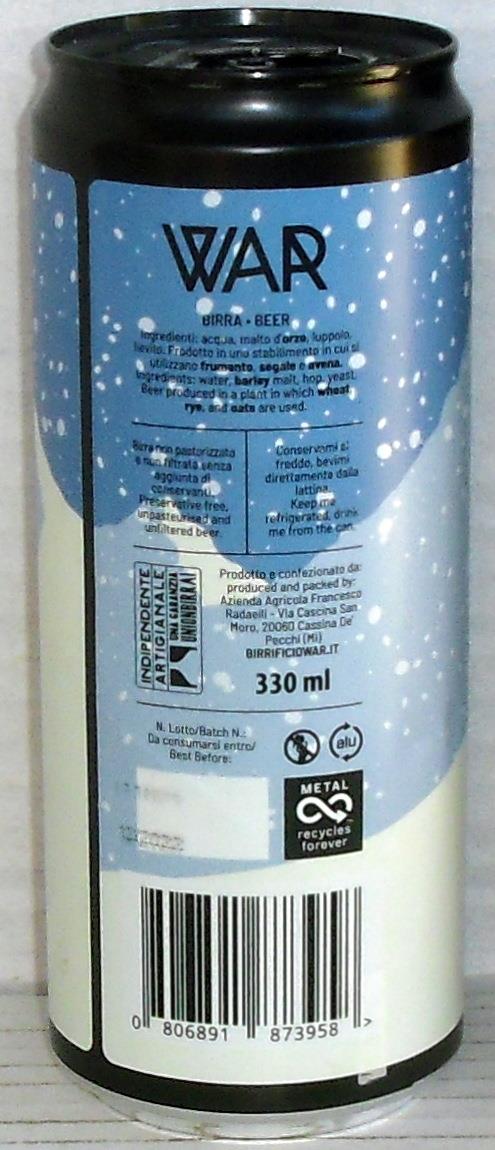 WAR
BIRRA • BEER
Ingredienti: acqua, malto d'orzo, luppolo,
lievito. Prodotto in uno stabilimento in cui si
utilizzano frumento, segale e avena.
Ingredients: water, barley malt, hop, yeast.
Beer produced in a plant in which wheat,
rye, and oats are used.
Birra non pastorizzata
e non filtrata senza
aggiunta di
conservanti.
Preservative free,
unpasteurised and
unfiltered beer.
Conservami al
freddo, bevimi
direttamente dalla
lattina.
Keep me
refrigerated, drink
me from the can.
INDIPENDENTE
ARTIGIANALE
UNA GARANZIA
UNIONBIRRAI
Prodotto e confezionato da:
produced and packed by:
Azienda Agricola Francesco
Radaelli - Via Cascina San
Moro, 20060 Cassina De'
Pecchi (MI)
BIRRIFICIOWAR.IT
330 ml
N. Lotto/Batch N.:
Da consumarsi entro/
Best Before:
alu
METAL
recycles
forever
0 806891 873958 >